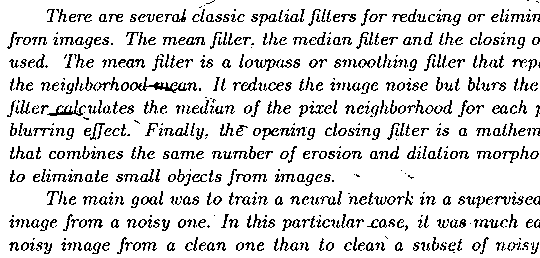 There are several classic spatial filters for reducing or elimin
from images. The mean filter, the median filter and the closing o
used. The mean filter is a lowpass or smoothing filter that repl
the neighborhood mean. It reduces the image noise but blurs the
filter calculates the median of the pixel neighborhood for each p
blurring effect. Finally, the opening closing filter is a mathem
that combines the same number of erosion and dilation morpho
to eliminate small objects from images.
The main goal was to train a neural network in a supervised
image from a noisy one. In this particular case, it was much ea
noisy image from a clean one than to clean a subset of noisy